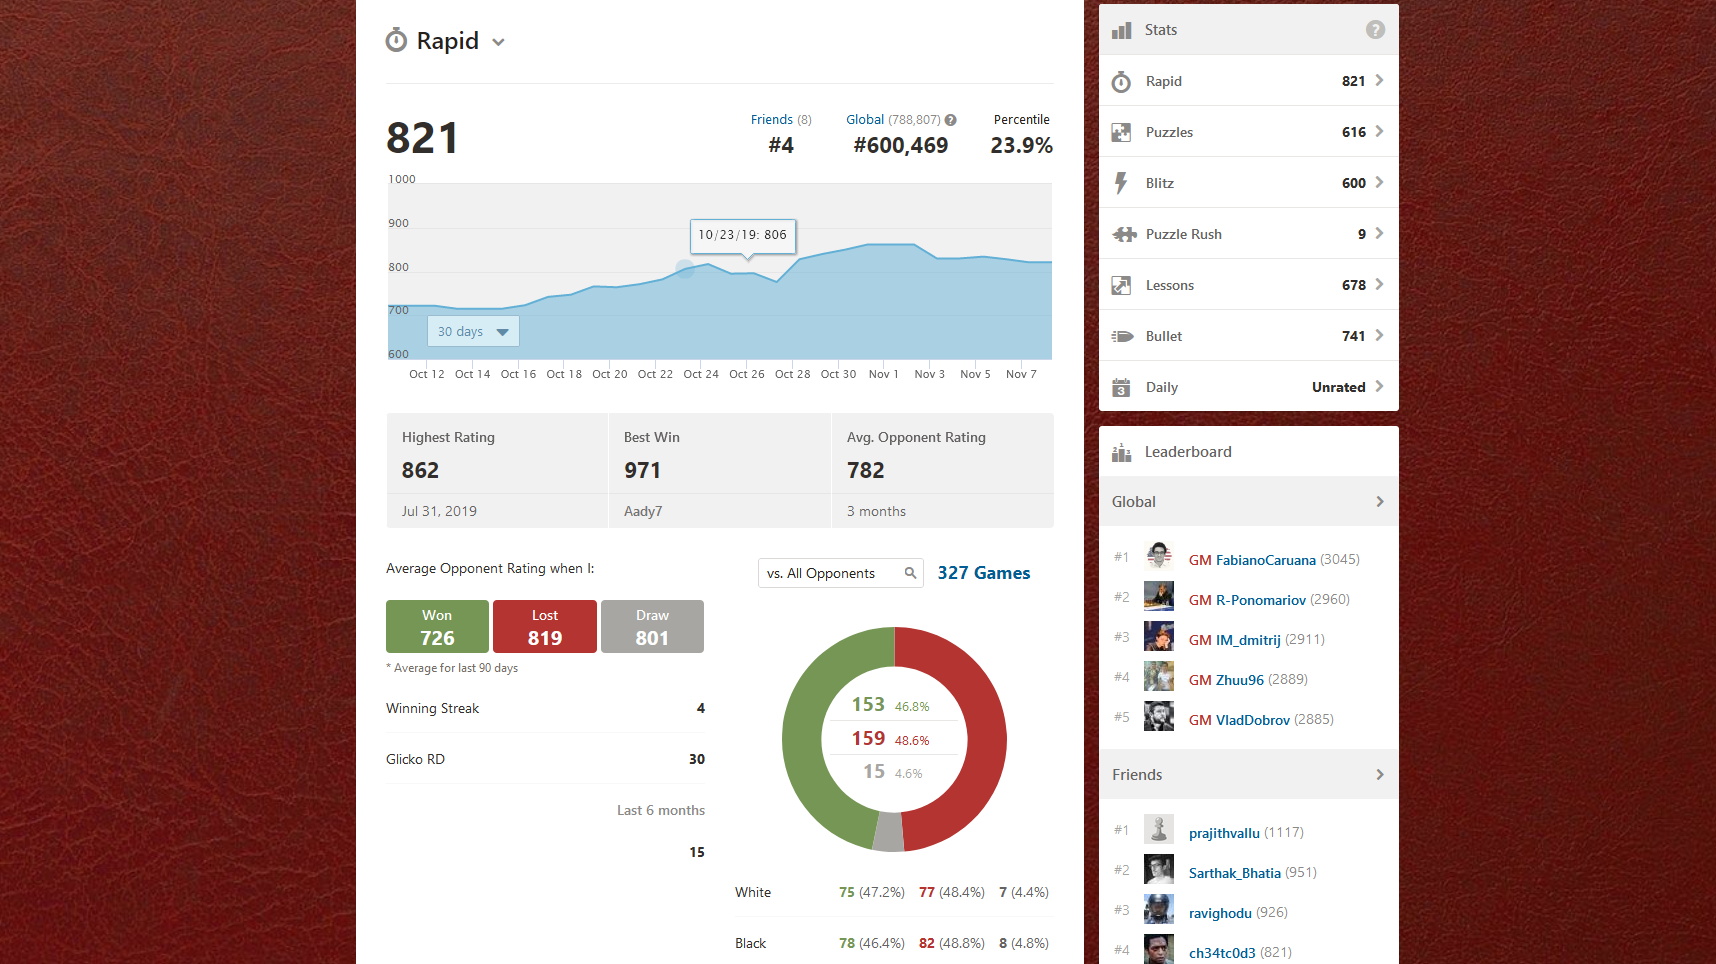 Rapid
821
Friends (8)
#4
Global (788,807) ?
#600,469
Percentile
23.9%
1000
900
800
700
600
10/23/19: 806
30 days
Oct 12 Oct 14 Oct 16 Oct 18 Oct 20 Oct 22 Oct 24 Oct 26 Oct 28 Oct 30 Nov 1 Nov 3 Nov 5 Nov 7
Highest Rating
862
Jul 31, 2019
Best Win
971
Aady7
Avg. Opponent Rating
782
3 months
Average Opponent Rating when I:
Won
726
Lost
819
Draw
801
* Average for last 90 days
Winning Streak 4
Glicko RD 30
Last 6 months
15
vs. All Opponents
327 Games
153 46.8%
159 48.6%
15 4.6%
White 75 (47.2%) 77 (48.4%) 7 (4.4%)
Black 78 (46.4%) 82 (48.8%) 8 (4.8%)
Stats ?
Rapid 821
Puzzles 616
Blitz 600
Puzzle Rush 9
Lessons 678
Bullet 741
3
Daily Unrated
2 1 3
Leaderboard
Global
#1 GM FabianoCaruana (3045)
#2 GM R-Ponomariov (2960)
#3 GM IM_dmitrij (2911)
#4 GM Zhuu96 (2889)
#5 GM VladDobrov (2885)
Friends
#1 prajithvallu (1117)
#2 Sarthak_Bhatia (951)
#3 ravighodu (926)
#4 ch34tc0d3 (821)